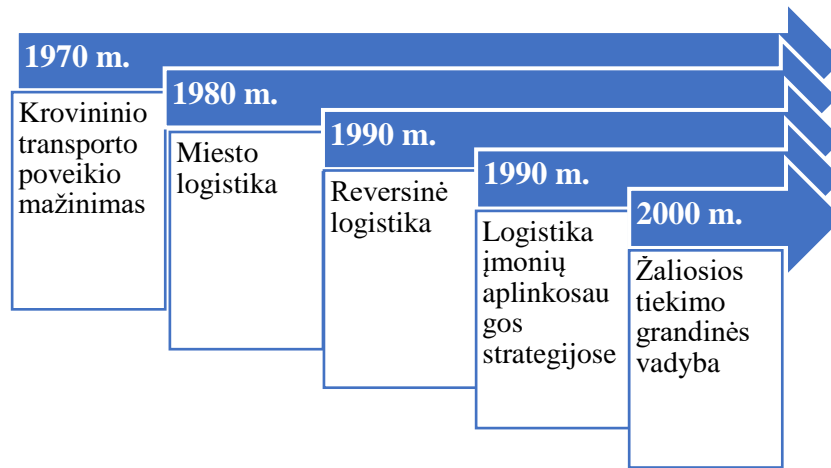 1970 m.
Krovininio
transporto
poveikio
mažinimas
1980 m.
Miesto
logistika
1990 m.
Reversinė
logistika
1990 m.
Logistika
įmonių
aplinkosau
gos
strategijose
2000 m.
Žaliosios
tiekimo
grandinės
vadyba